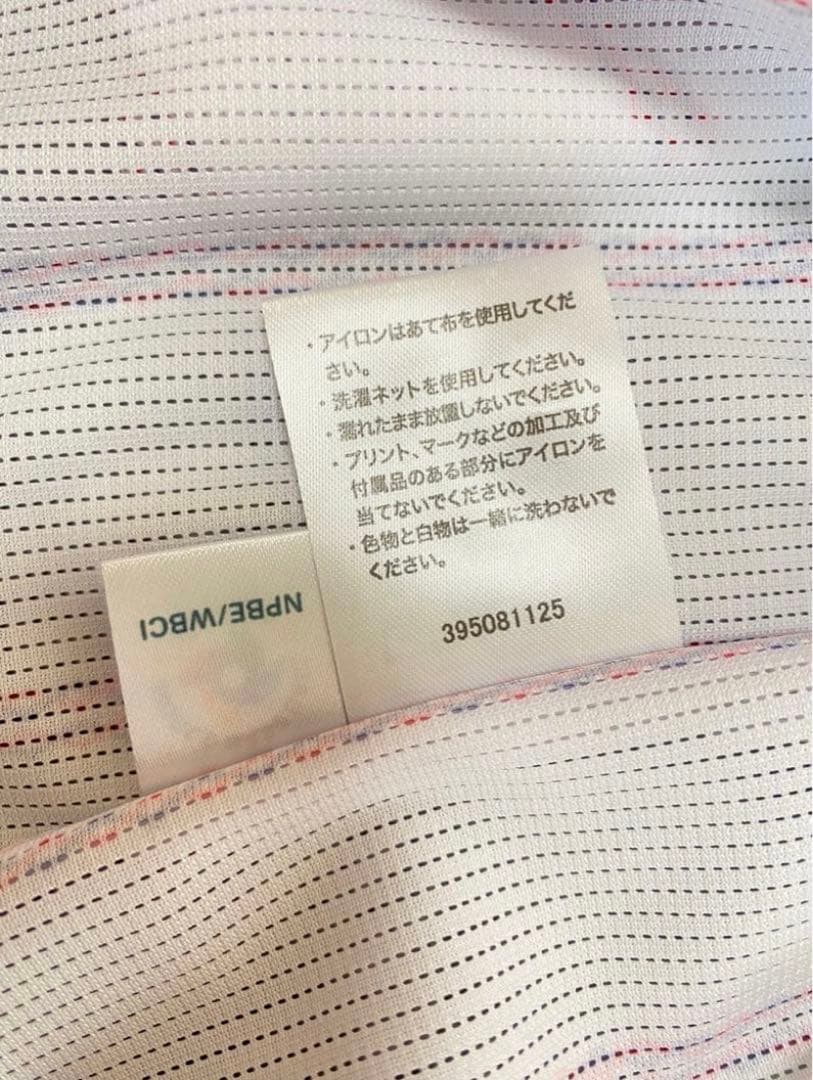 ・アイロンはあて布を使用してくだ
さい。
・洗濯ネットを使用してください。
・濡れたまま放置しないでください。
・プリント、マークなどの加工及び
付属品のある部分にアイロンを
当てないでください。
・色物と白物は一緒に洗わないで
ください。
395081125
NPBE/WBCI